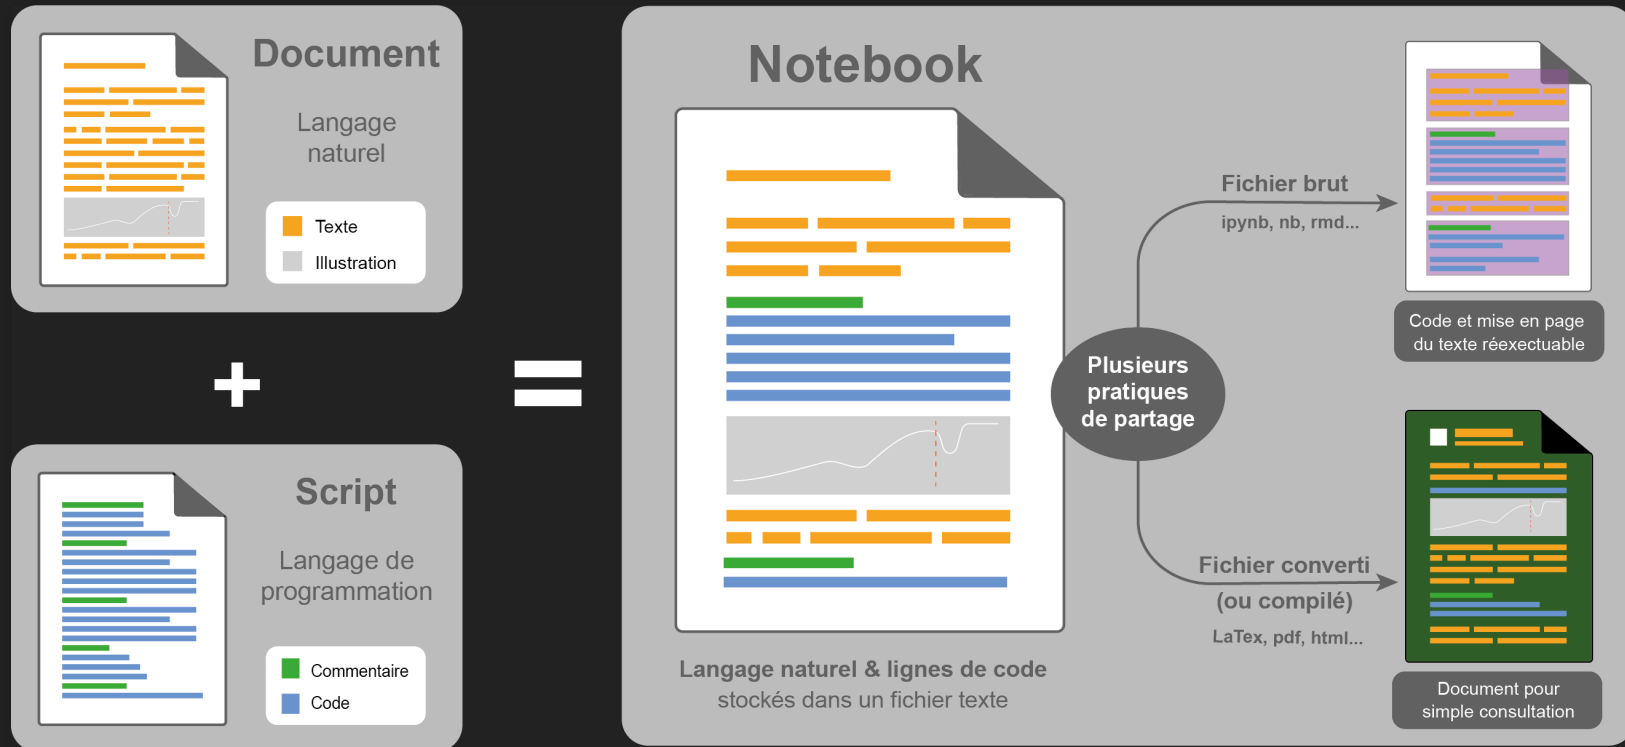 Document
Langage
naturel
Texte
Illustration
Script
Langage de
programmation
Commentaire
Code
Notebook
Langage naturel & lignes de code
stockés dans un fichier texte
Plusieurs
pratiques
de partage
Fichier brut
ipynb, nb, rmd...
Code et mise en page
du texte réexectuable
Fichier converti
(ou compilé)
LaTex, pdf, html...
Document pour
simple consultation